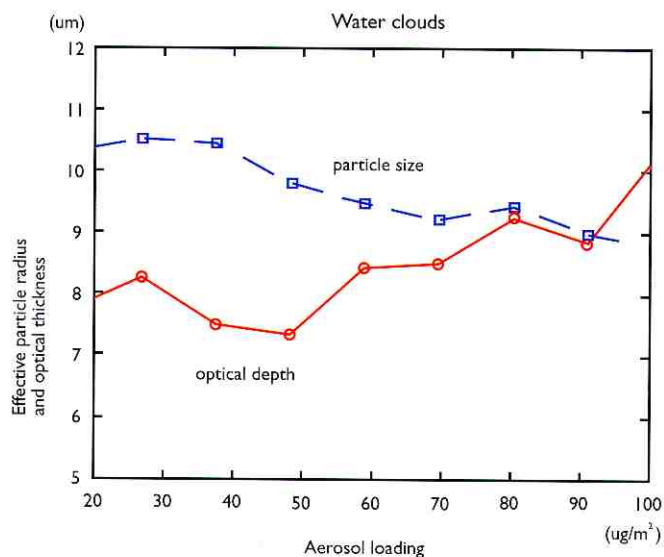 (um)
Water clouds
12
11
10
9
8
7
6
5
particle size
optical depth
Effective particle radius
and optical thickness
20 30 40 50 60 70 80 90 100
Aerosol loading
(ug/m²)